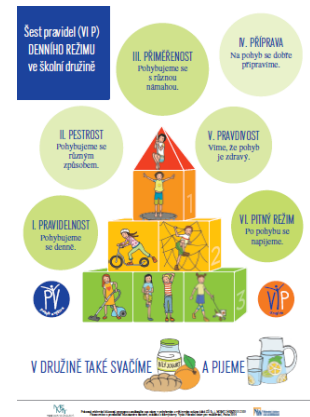 Šest pravidel (VI P)
DENNÍHO REŽIMU
ve školní družině
III. PŘIMĚŘENOST
Pohybujeme se
s různou
námahou.
IV. PŘÍPRAVA
Na pohyb se dobře
připravíme.
II. PESTROST
Pohybujeme se
různým
způsobem.
V. PRAVDIVOST
Víme, že pohyb
je zdravý.
I. PRAVIDELNOST
Pohybujeme
se denně.
VI. PITNÝ REŽIM
Po pohybu se
napijeme.
1
2
3
PV
VIP
BÍLÝ JOGURT
V DRUŽINĚ TAKÉ SVAČÍME
A PIJEME